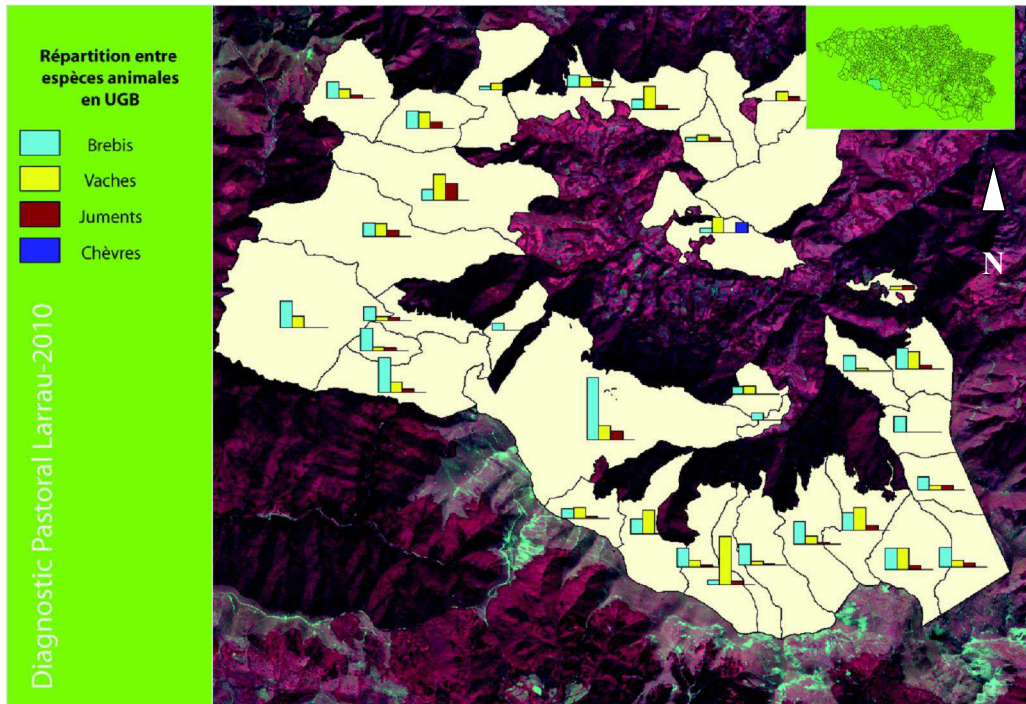 Répartition entre
espèces animales
en UGB
Brebis
Vaches
Juments
Chèvres
Diagnostic Pastoral Larrau-2010
N